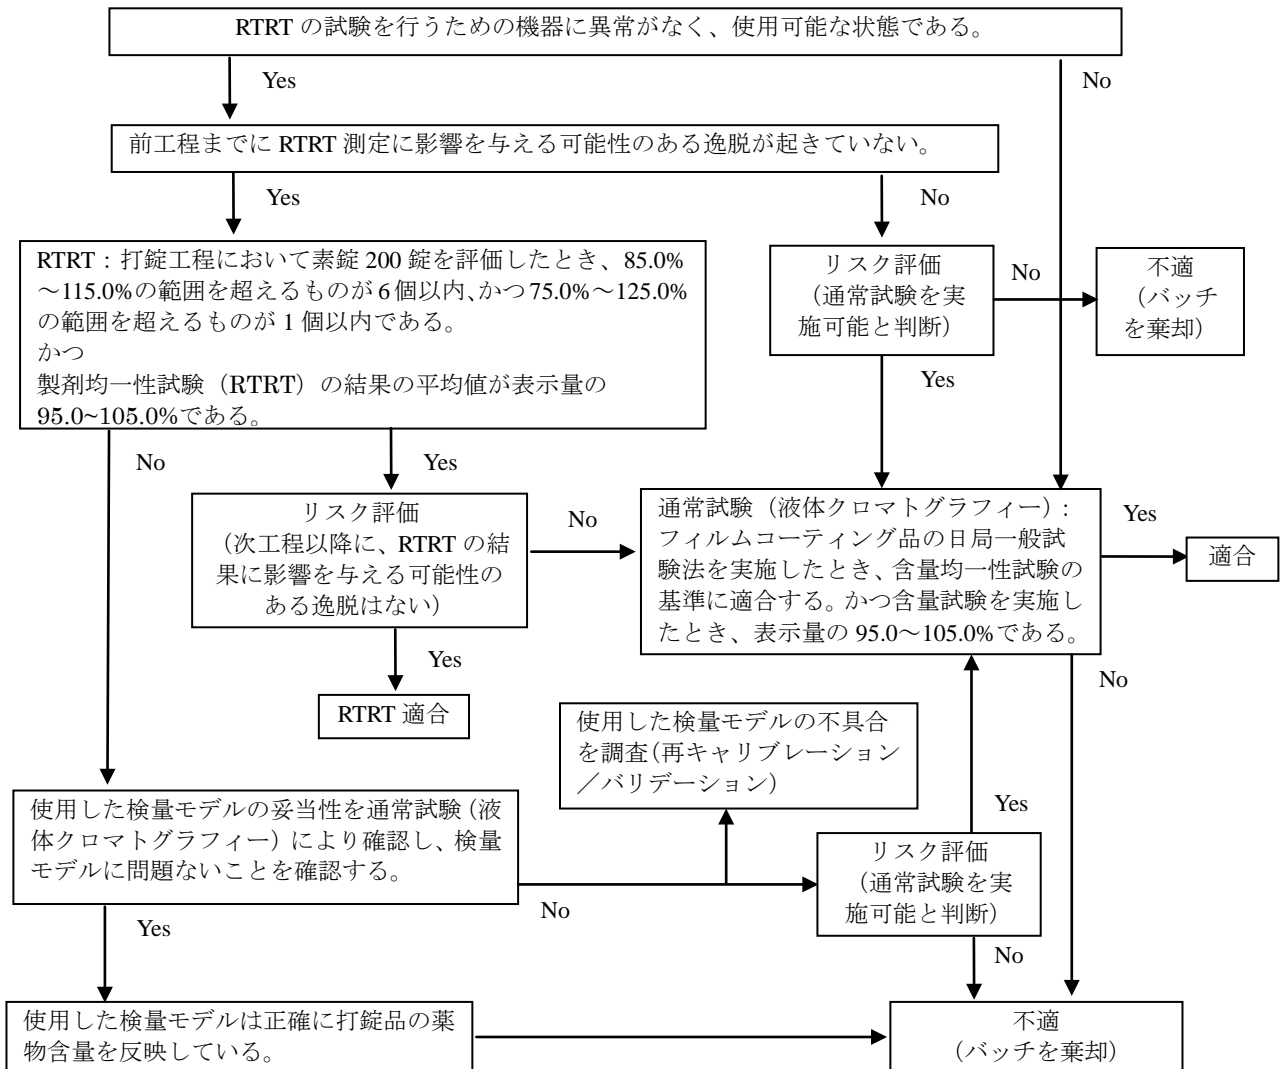 RTRT の試験を行うための機器に異常がなく、使用可能な状態である。
Yes
No
前工程までに RTRT 測定に影響を与える可能性のある逸脱が起きていない。
Yes
No
RTRT：打錠工程において素錠 200 錠を評価したとき、85.0%
～115.0%の範囲を超えるものが 6 個以内、かつ 75.0%～125.0%
の範囲を超えるものが 1 個以内である。
かつ
製剤均一性試験（RTRT）の結果の平均値が表示量の
95.0~105.0%である。
リスク評価
（通常試験を実
施可能と判断）
No
不適
（バッチ
を棄却）
Yes
No
Yes
リスク評価
（次工程以降に、RTRT の結
果に影響を与える可能性の
ある逸脱はない）
No
通常試験（液体クロマトグラフィー）：
フィルムコーティング品の日局一般試
験法を実施したとき、含量均一性試験の
基準に適合する。かつ含量試験を実施し
たとき、表示量の 95.0～105.0%である。
Yes
適合
Yes
No
RTRT 適合
使用した検量モデルの不具合
を調査（再キャリブレーション
／バリデーション）
Yes
使用した検量モデルの妥当性を通常試験（液
体クロマトグラフィー）により確認し、検量
モデルに問題ないことを確認する。
No
リスク評価
（通常試験を実
施可能と判断）
Yes
No
使用した検量モデルは正確に打錠品の薬
物含量を反映している。
不適
（バッチを棄却）